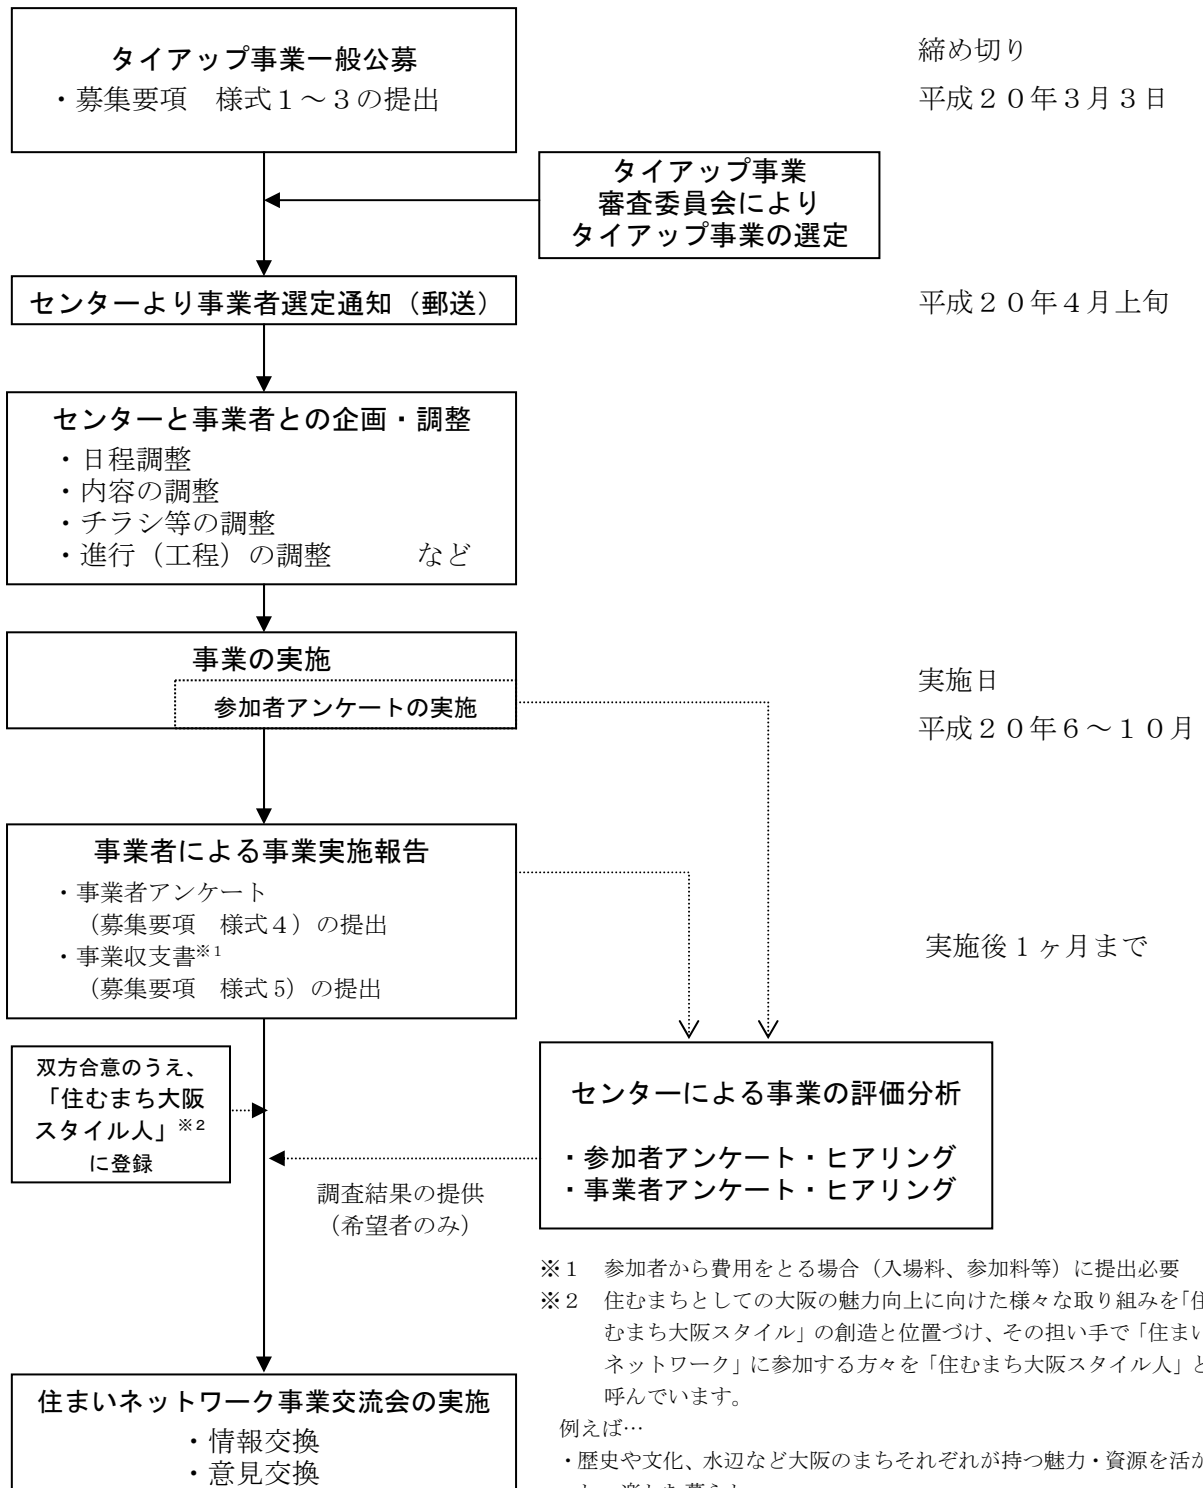 タイアップ事業一般公募
・募集要項　様式１～３の提出
締め切り
平成２０年３月３日
タイアップ事業
審査委員会により
タイアップ事業の選定
センターより事業者選定通知（郵送）
平成２０年４月上旬
センターと事業者との企画・調整
・日程調整
・内容の調整
・チラシ等の調整
・進行（工程）の調整　　　など
事業の実施
参加者アンケートの実施
実施日
平成２０年６～１０月
事業者による事業実施報告
・事業者アンケート
（募集要項　様式４）の提出
・事業収支書※1
（募集要項　様式 5）の提出
実施後１ヶ月まで
双方合意のうえ、
「住むまち大阪
スタイル人」※2
に登録
センターによる事業の評価分析
・参加者アンケート・ヒアリング
・事業者アンケート・ヒアリング
調査結果の提供
（希望者のみ）
※１　参加者から費用をとる場合（入場料、参加料等）に提出必要
※２　住むまちとしての大阪の魅力向上に向けた様々な取り組みを「住
むまち大阪スタイル」の創造と位置づけ、その担い手で「住まい
ネットワーク」に参加する方々を「住むまち大阪スタイル人」と
呼んでいます。
例えば…
・歴史や文化、水辺など大阪のまちそれぞれが持つ魅力・資源を活か
住まいネットワーク事業交流会の実施
・情報交換
・意見交換